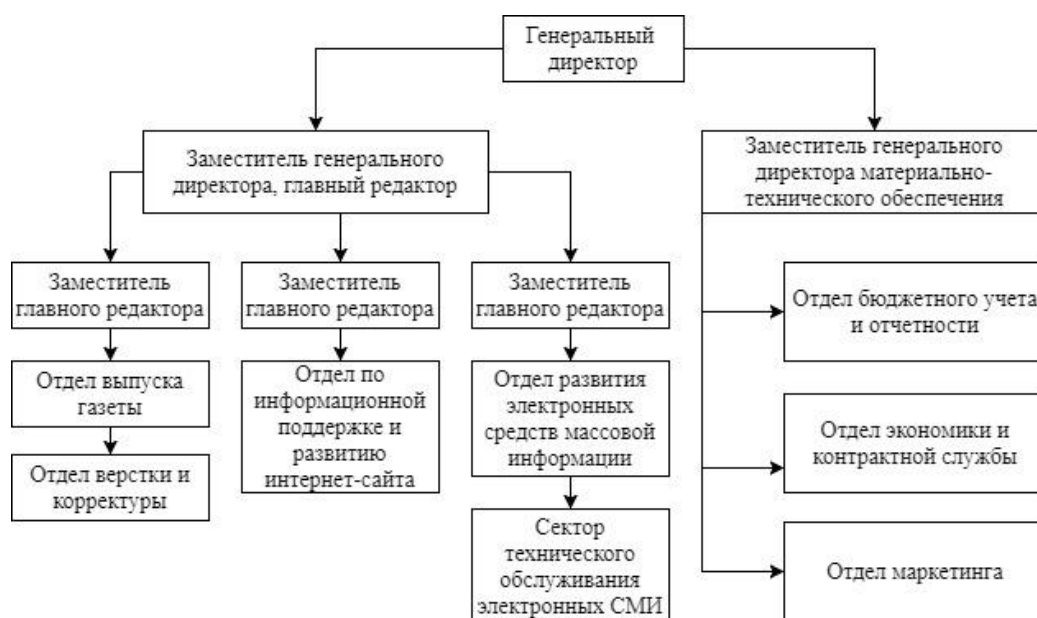 Генеральный
директор
Заместитель генерального
директора, главный редактор
Заместитель генерального
директора материально-
технического обеспечения
Заместитель
главного редактора
Заместитель
главного редактора
Заместитель
главного редактора
Отдел бюджетного учета
и отчетности
Отдел выпуска
газеты
Отдел по
информационной
поддержке и
развитию
интернет-сайта
Отдел развития
электронных
средств массовой
информации
Отдел экономики и
контрактной службы
Отдел верстки и
корректуры
Сектор
технического
обслуживания
электронных СМИ
Отдел маркетинга